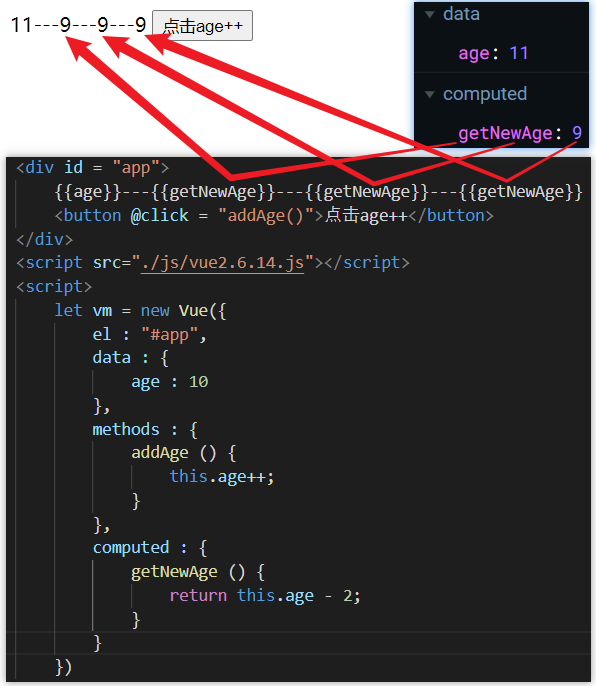 11---9---9---9 点击age++
data
age: 11
computed
getNewAge: 9
<div id = "app">
{{age}}---{{getNewAge}}---{{getNewAge}}---{{getNewAge}}
<button @click = "addAge()">点击age++</button>
</div>
<script src="./js/vue2.6.14.js"></script>
<script>
let vm = new Vue({
el : "#app",
data : {
age : 10
},
methods : {
addAge () {
this.age++;
}
},
computed : {
getNewAge () {
return this.age - 2;
}
}
})